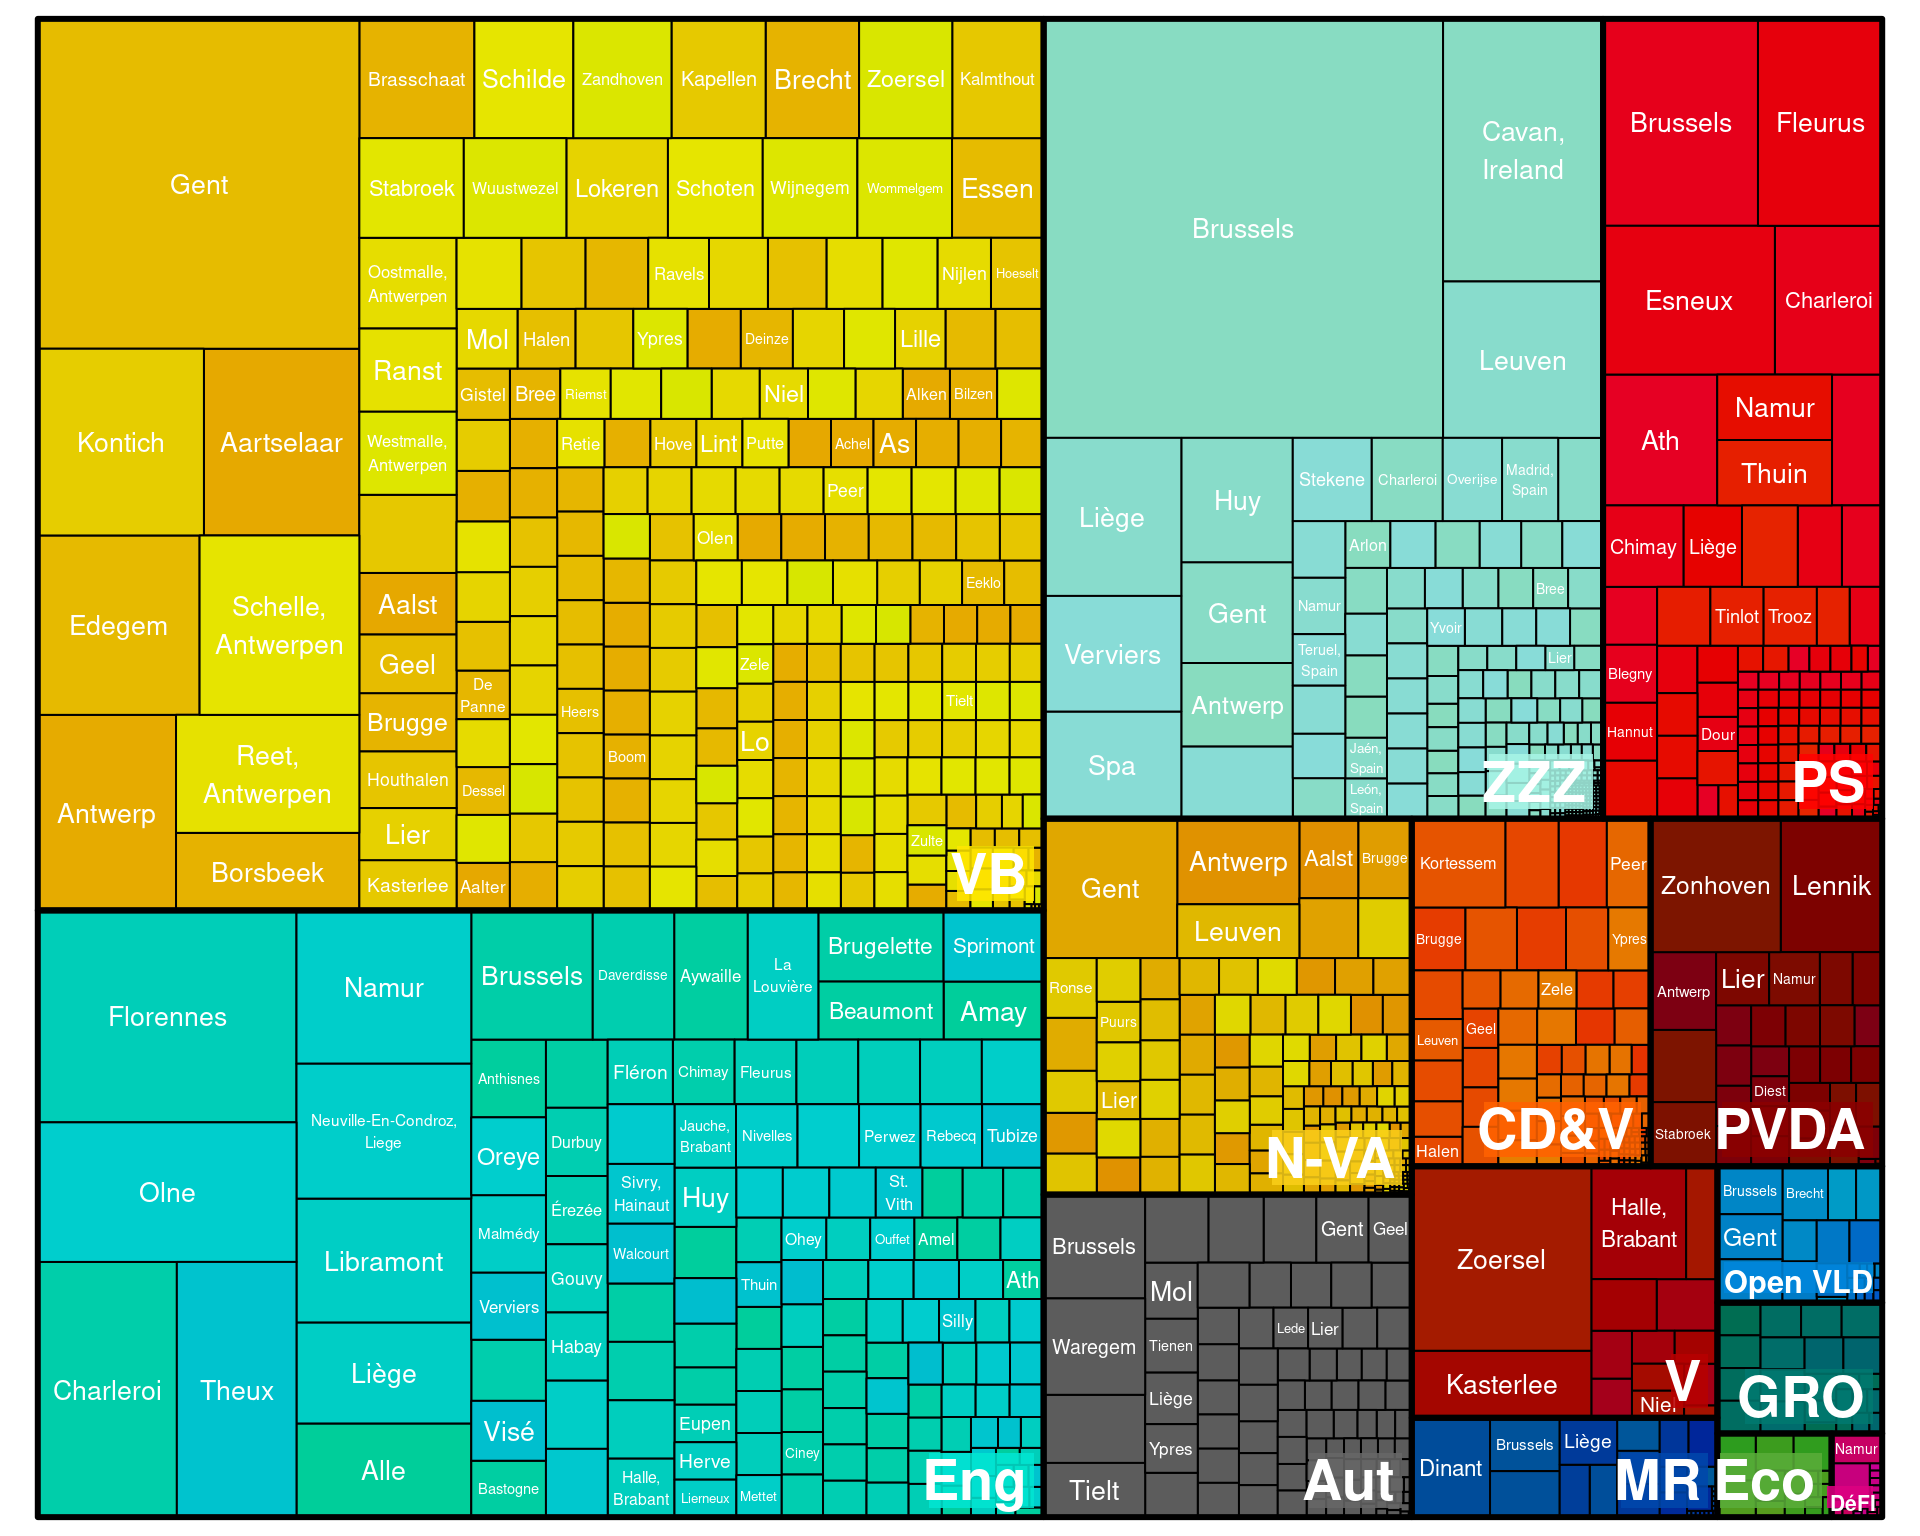 Gent
Brasschaat
Schilde
Zandhoven
Kapellen
Brecht
Zoersel
Kalmthout
Stabroek
Wuustwezel
Lokeren
Schoten
Wijnegem
Wommelgem
Essen
Oostmalle,
Antwerpen
Ravels
Nijlen
Hoeselt
Mol
Halen
Ypres
Deinze
Lille
Ranst
Gistel
Bree
Riemst
Niel
Alken
Bilzen
Kontich
Aartselaar
Westmalle,
Antwerpen
Retie
Hove
Lint
Putte
Achel
As
Peer
Olen
Eeklo
Edegem
Schelle,
Antwerpen
Aalst
Geel
De
Panne
Zele
Tielt
Heers
Brugge
Lo
Boom
Houthalen
Dessel
Antwerp
Reet,
Antwerpen
Lier
Zulte
Borsbeek
Kasterlee
Aalter
VB
Florennes
Namur
Brussels
Daverdisse
Aywaille
La
Louvière
Brugelette
Sprimont
Beaumont
Amay
Neuville-En-Condroz,
Liege
Anthisnes
Fléron
Chimay
Fleurus
Olne
Oreye
Durbuy
Jauche,
Brabant
Nivelles
Perwez
Rebecq
Tubize
Sivry,
Hainaut
Huy
St.
Vith
Érezée
Libramont
Malmédy
Walcourt
Ohey
Ouffet
Amel
Gouvy
Thuin
Ath
Verviers
Silly
Habay
Charleroi
Theux
Liège
Visé
Eupen
Alle
Herve
Ciney
Bastogne
Halle,
Brabant
Lierneux
Mettet
Eng
Brussels
Cavan,
Ireland
Leuven
Liège
Huy
Stekene
Charleroi
Overijse
Madrid,
Spain
Arlon
Bree
Gent
Namur
Yvoir
Verviers
Teruel,
Spain
Lier
Antwerp
Spa
Jaén,
Spain
León,
Spain
ZZZ
Brussels
Fleurus
Esneux
Charleroi
Ath
Namur
Thuin
Chimay
Liège
Tinlot
Trooz
Blegny
Hannut
Dour
PS
Gent
Antwerp
Aalst
Brugge
Leuven
Ronse
Puurs
Lier
N-VA
Kortessem
Peer
Brugge
Ypres
Zele
Leuven
Geel
Halen
CD&V
Zonhoven
Lennik
Antwerp
Lier
Namur
Diest
Stabroek
PVDA
Brussels
Gent
Geel
Mol
Waregem
Tienen
Lede
Lier
Liège
Ypres
Tielt
Aut
Zoersel
Halle,
Brabant
Kasterlee
V
Brussels
Brecht
Gent
Open VLD
GRO
Dinant
Brussels
Liège
MR
Eco
Namur
DéFI